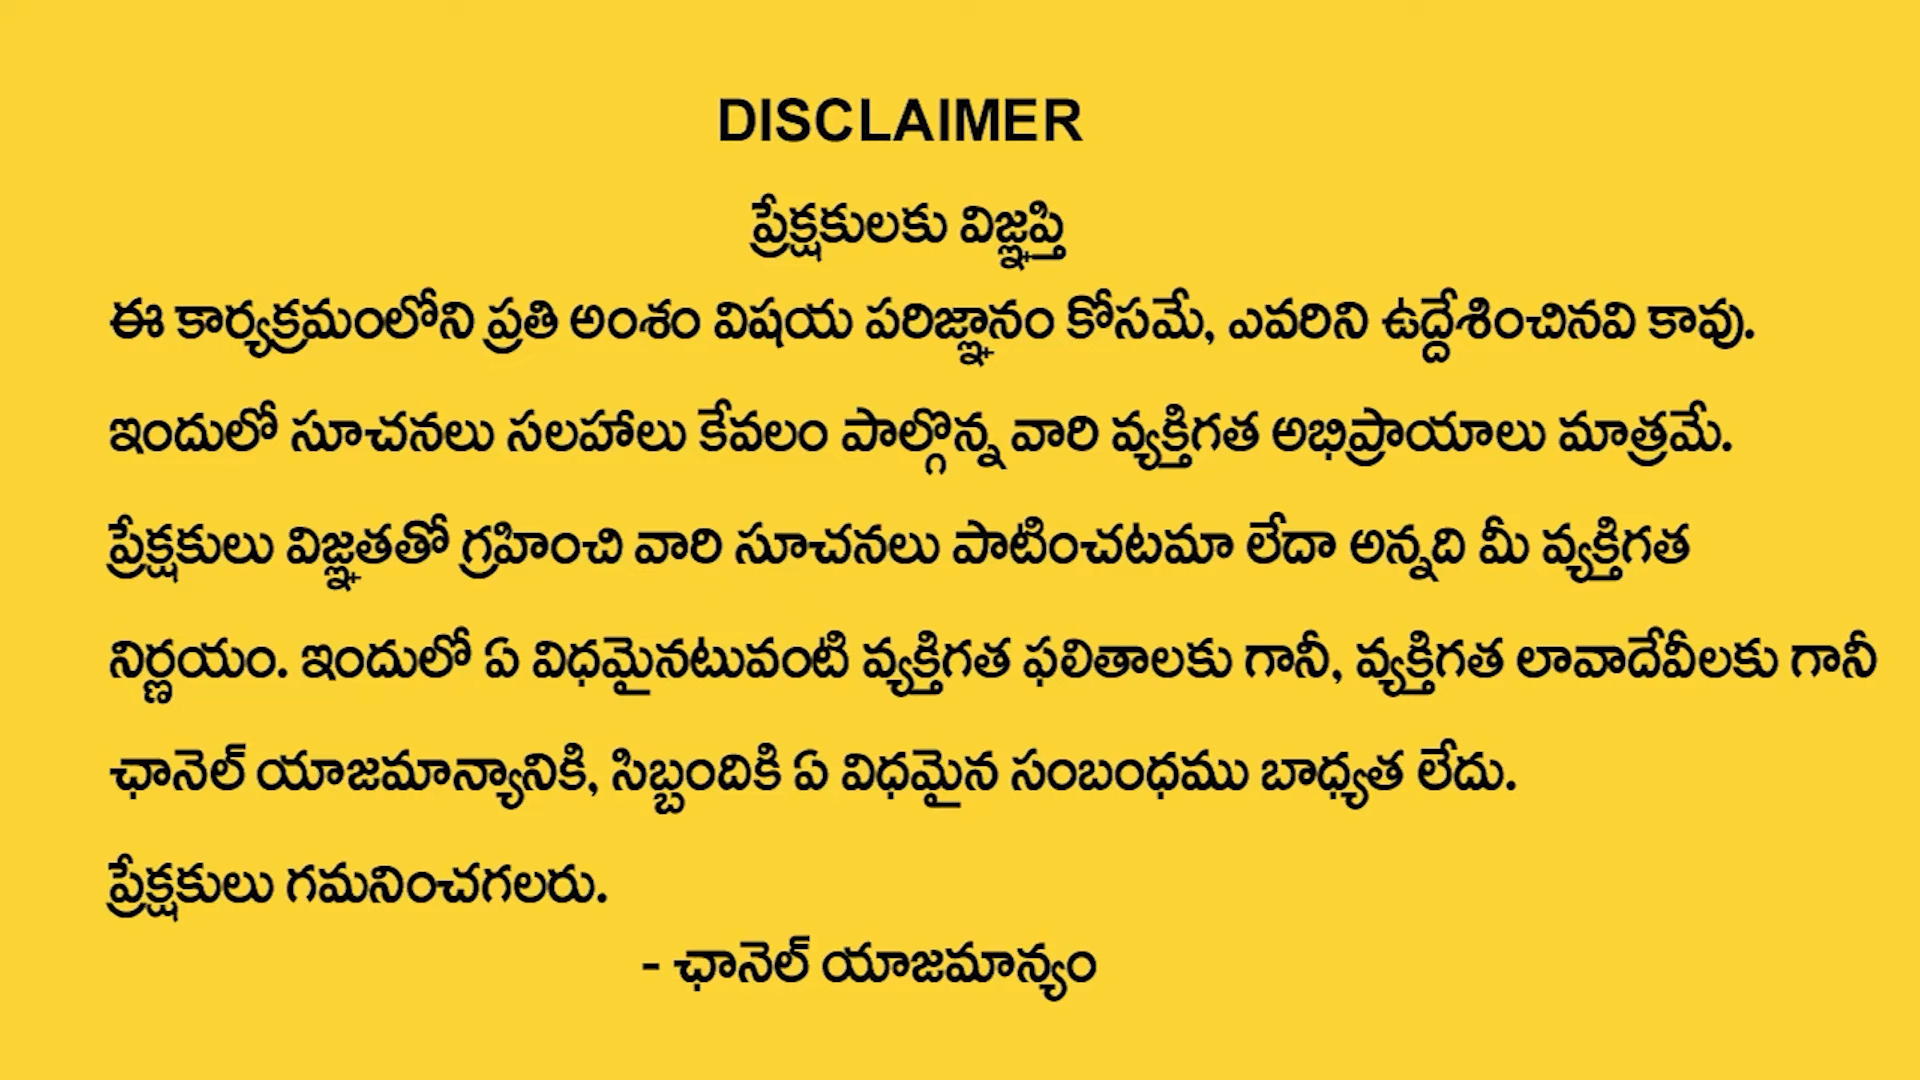 DISCLAIMER
ప్రేక్షకులకు విజ్ఞప్తి
ఈ కార్యక్రమంలోని ప్రతి అంశం విషయ పరిజ్ఞానం కోసమే, ఎవరిని ఉద్దేశించినవి కావు.
ఇందులో సూచనలు సలహాలు కేవలం పాల్గొన్న వారి వ్యక్తిగత అభిప్రాయాలు మాత్రమే.
ప్రేక్షకులు విజ్ఞతతో గ్రహించి వారి సూచనలు పాటించటమా లేదా అన్నది మీ వ్యక్తిగత
నిర్ణయం. ఇందులో ఏ విధమైనటువంటి వ్యక్తిగత ఫలితాలకు గానీ, వ్యక్తిగత లావాదేవీలకు గానీ
ఛానెల్ యాజమాన్యానికి, సిబ్బందికి ఏ విధమైన సంబంధము బాధ్యత లేదు.
ప్రేక్షకులు గమనించగలరు.
- ఛానెల్ యాజమాన్యం